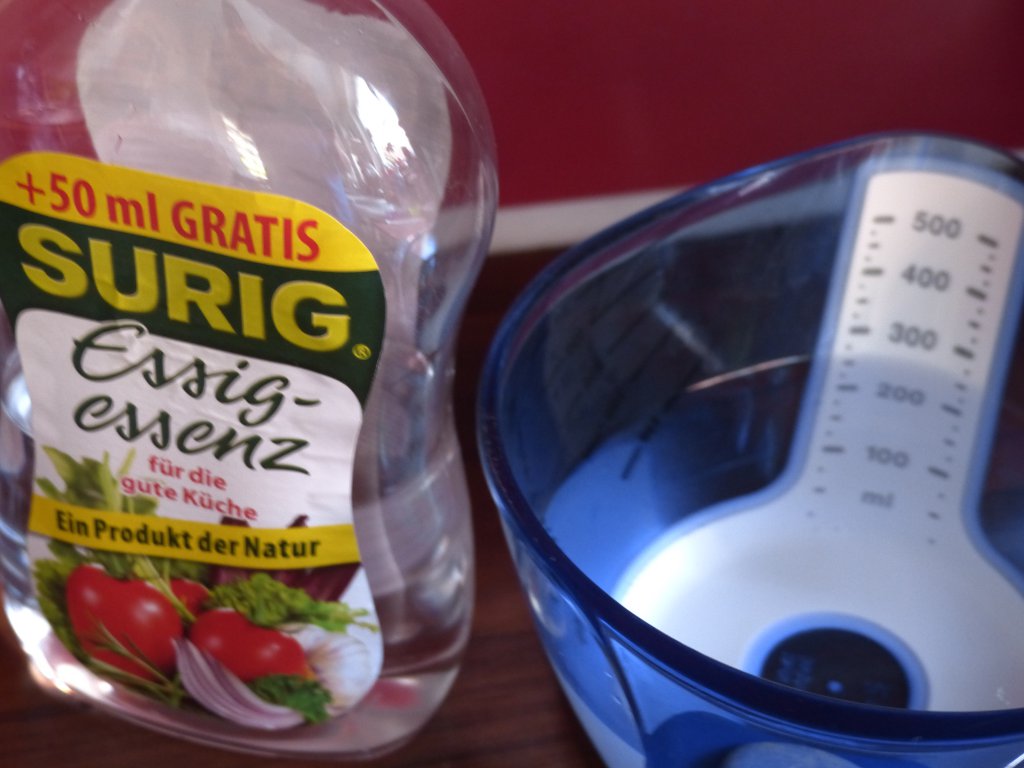 +50 ml GRATIS
SURIG®
Essig-
essenz
für die
gute Küche
Ein Produkt der Natur
500
400
300
200
100
ml